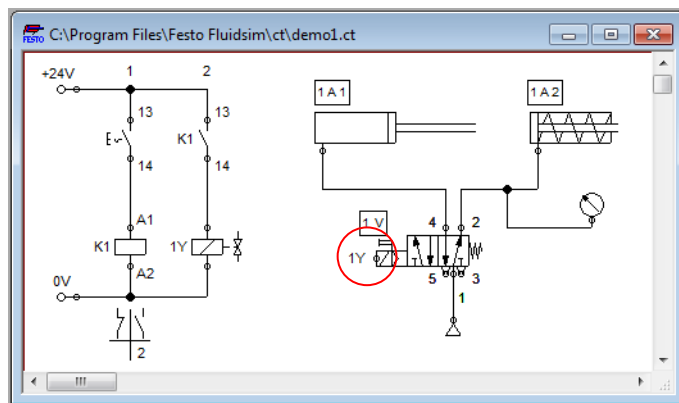 FESTO C:\Program Files\Festo Fluidsim\ct\demo1.ct
1 2
+24V
1A1 1A2
13 13
E K1
14 14
1V 4 2
A1
K1 1Y 1Y
A2 5 3
0V
1
2